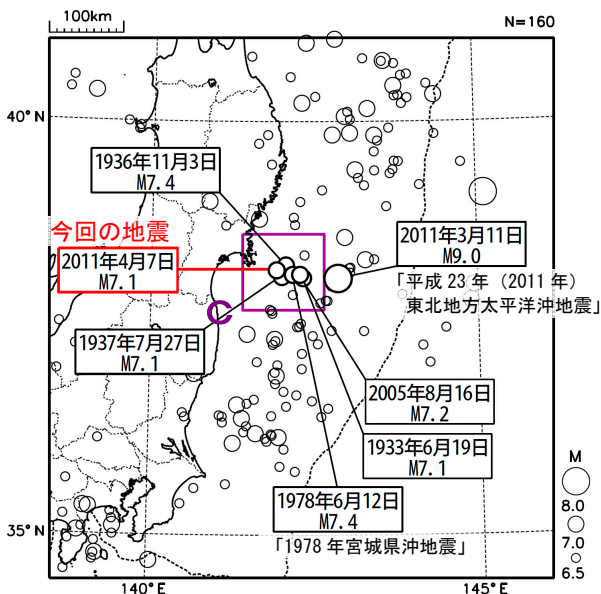 100km
N=160
40°N
1936年11月3日
M7.4
今回の地震
2011年4月7日
M7.1
2011年3月11日
M9.0
「平成23年（2011年）
東北地方太平洋沖地震」
1937年7月27日
M7.1
2005年8月16日
M7.2
1933年6月19日
M7.1
1978年6月12日
M7.4
「1978年宮城県沖地震」
M
8.0
7.0
6.5
35°N
140°E
145°E